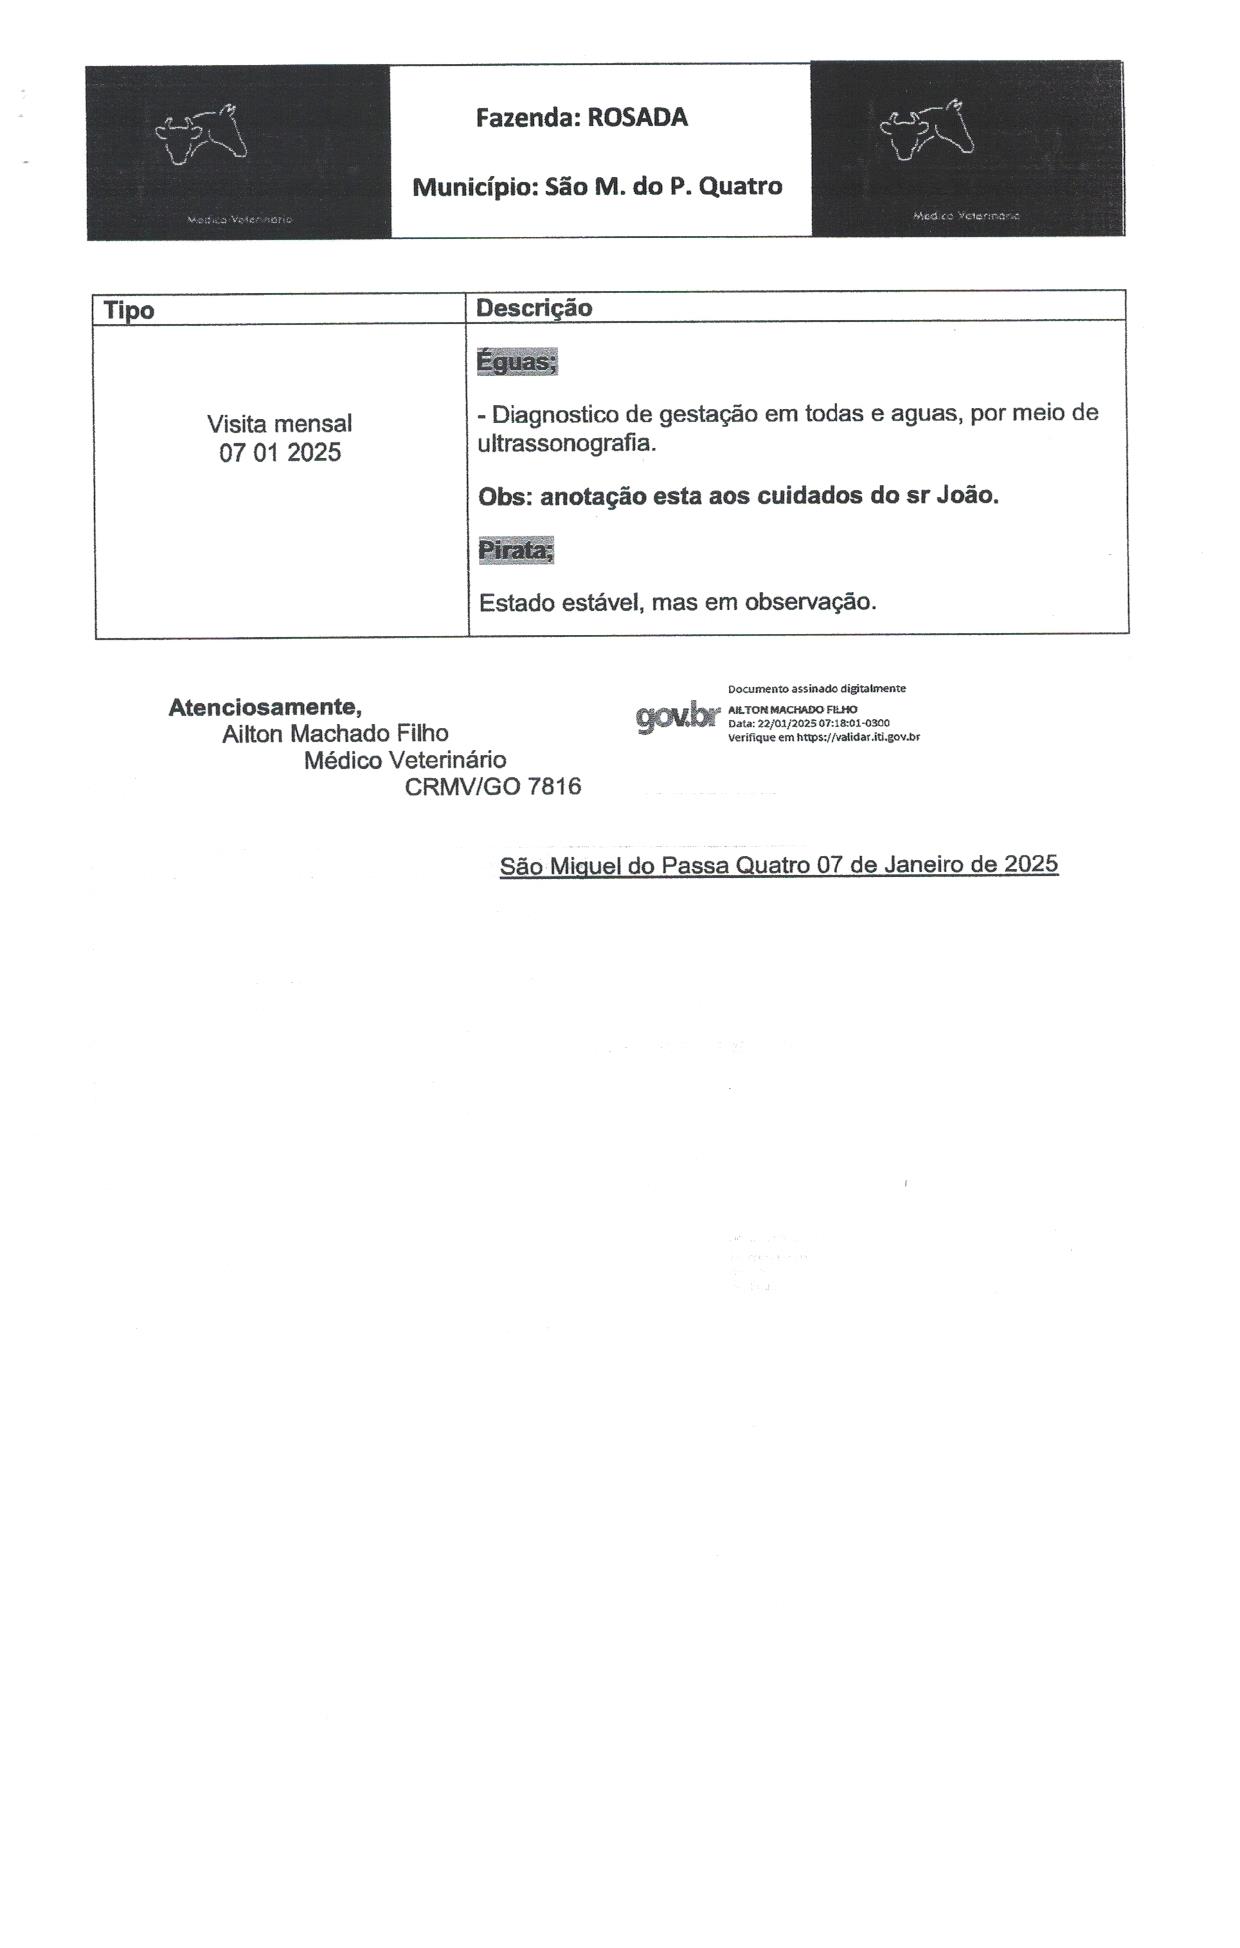 Fazenda: ROSADA
Município: São M. do P. Quatro
Medico Veterinário
Medico Veterinário
Tipo
Descrição
Visita mensal
07 01 2025
Éguas;
- Diagnostico de gestação em todas e aguas, por meio de
ultrassonografia.
Obs: anotação esta aos cuidados do sr João.
Pirata;
Estado estável, mas em observação.
Atenciosamente,
Ailton Machado Filho
Médico Veterinário
CRMV/GO 7816
gov.br
Documento assinado digitalmente
AILTON MACHADO FILHO
Data: 22/01/2025 07:18:01-0300
Verifique em https://validar.iti.gov.br
São Miguel do Passa Quatro 07 de Janeiro de 2025